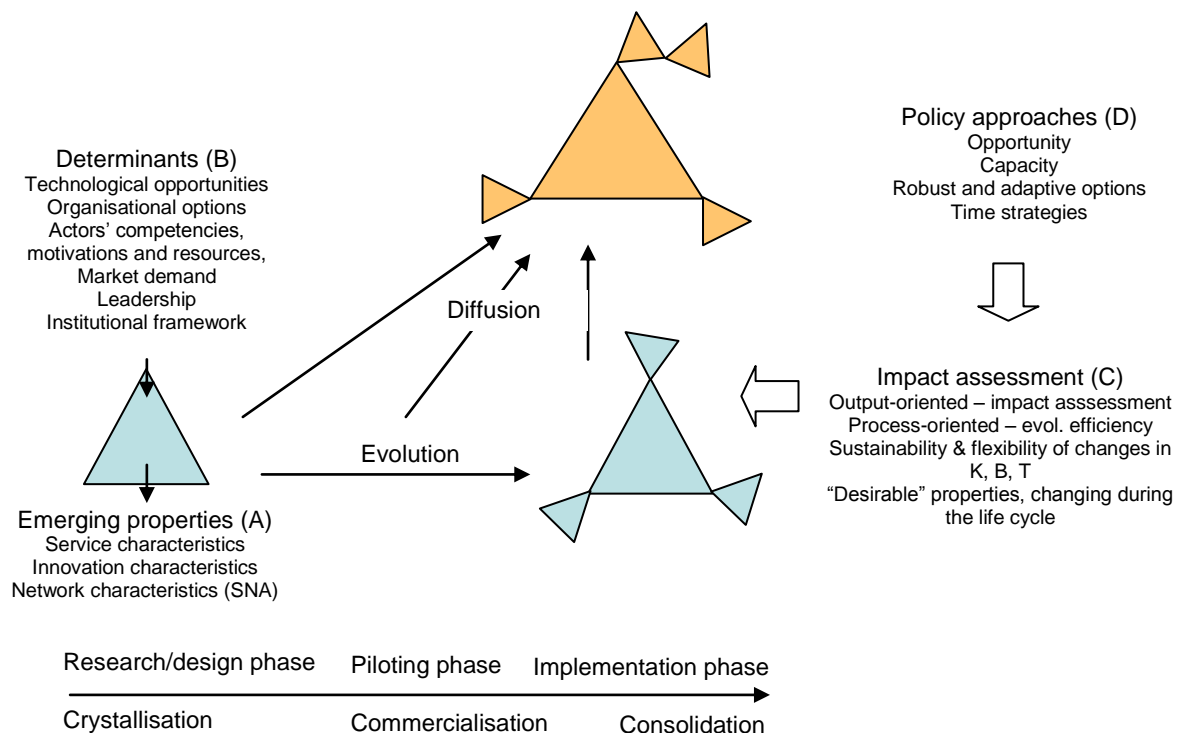 Determinants (B)
Technological opportunities
Organisational options
Actors’ competencies,
motivations and resources,
Market demand
Leadership
Institutional framework
Policy approaches (D)
Opportunity
Capacity
Robust and adaptive options
Time strategies
Diffusion
Evolution
Impact assessment (C)
Output-oriented – impact asssessment
Process-oriented – evol. efficiency
Sustainability & flexibility of changes in
K, B, T
“Desirable” properties, changing during
the life cycle
Emerging properties (A)
Service characteristics
Innovation characteristics
Network characteristics (SNA)
Research/design phase Piloting phase Implementation phase
Crystallisation Commercialisation Consolidation